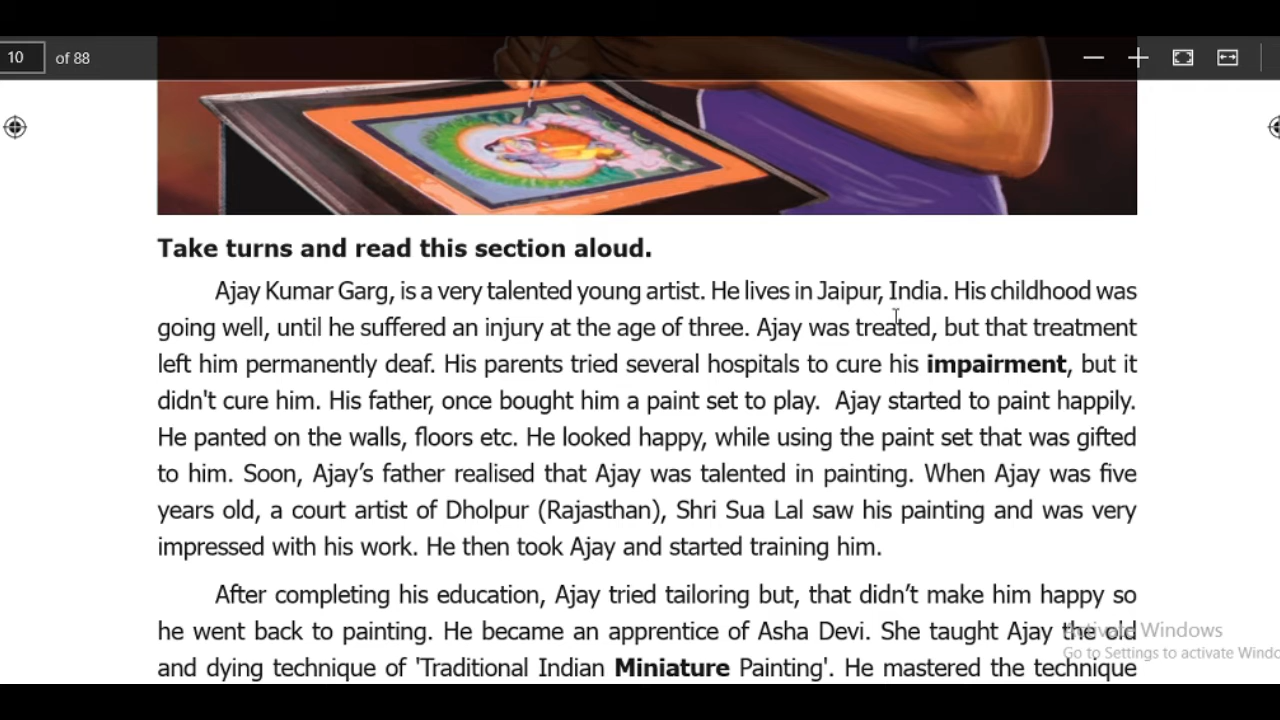 10 of 88
Take turns and read this section aloud.
Ajay Kumar Garg, is a very talented young artist. He lives in Jaipur, India. His childhood was
going well, until he suffered an injury at the age of three. Ajay was treated, but that treatment
left him permanently deaf. His parents tried several hospitals to cure his impairment, but it
didn't cure him. His father, once bought him a paint set to play. Ajay started to paint happily.
He panted on the walls, floors etc. He looked happy, while using the paint set that was gifted
to him. Soon, Ajay’s father realised that Ajay was talented in painting. When Ajay was five
years old, a court artist of Dholpur (Rajasthan), Shri Sua Lal saw his painting and was very
impressed with his work. He then took Ajay and started training him.
After completing his education, Ajay tried tailoring but, that didn’t make him happy so
he went back to painting. He became an apprentice of Asha Devi. She taught Ajay the old
and dying technique of 'Traditional Indian Miniature Painting'. He mastered the technique
Activate Windows
Go to Settings to activate Windo